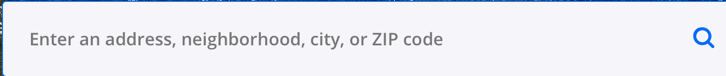 Enter an address, neighborhood, city, or ZIP code